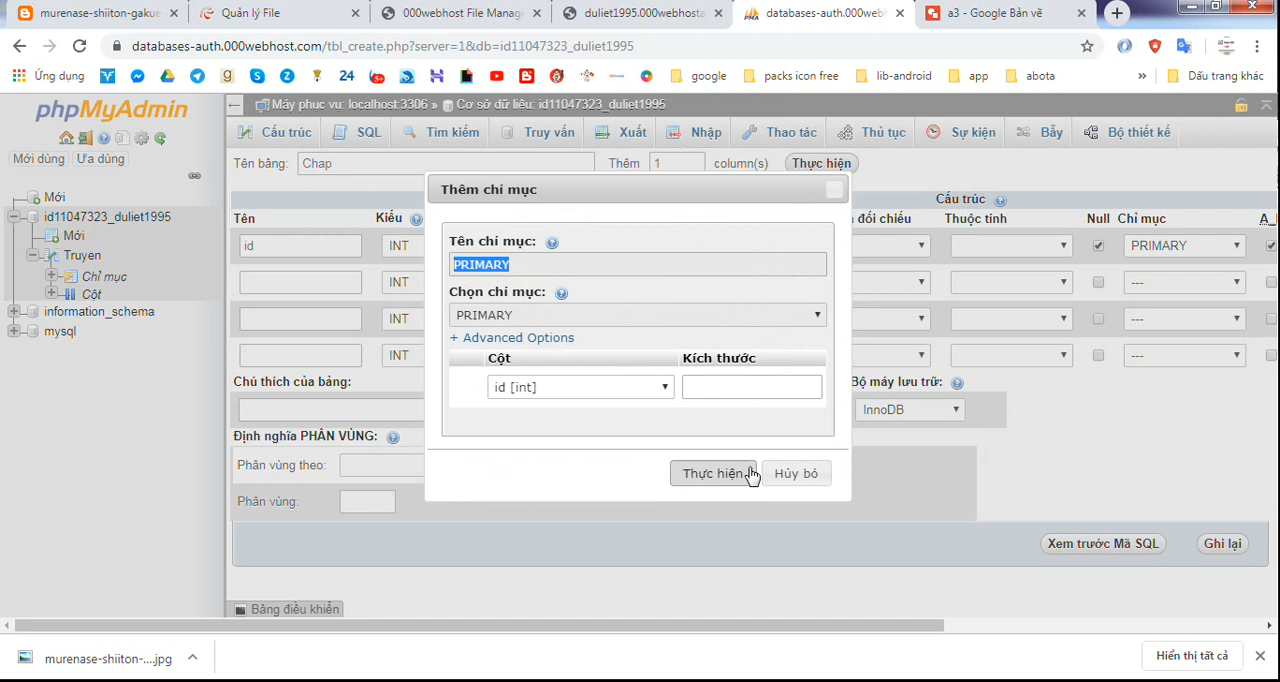 murenase-shiiton-gakue
Quản lý File
000webhost File Manag
duliet1995.000webhosta
databases-auth.000webh
a3 - Google Bản vẽ
databases-auth.000webhost.com/tbl_create.php?server=1&db=id11047323_duliet1995
Ứng dụng
24
google
packs icon free
lib-android
app
abota
»
Dấu trang khác
phpMyAdmin
Mới dùng
Ưa dùng
Mới
id11047323_duliet1995
Mới
Truyen
Chỉ mục
Cột
information_schema
mysql
Máy phục vụ: localhost:3306 » Cơ sở dữ liệu: id11047323_duliet1995
Cấu trúc
SQL
Tìm kiếm
Truy vấn
Xuất
Nhập
Thao tác
Thủ tục
Sự kiện
Bẫy
Bộ thiết kế
Tên bảng: Chap Thêm 1 column(s) Thực hiện
Cấu trúc
Tên Kiểu đối chiếu Thuộc tính Null Chỉ mục A_I
id INT PRIMARY
INT ---
INT ---
INT ---
Chú thích của bảng:
Bộ máy lưu trữ:
InnoDB
Định nghĩa PHÂN VÙNG:
Phân vùng theo:
Phân vùng:
Thêm chỉ mục
Tên chỉ mục:
PRIMARY
Chọn chỉ mục:
PRIMARY
+ Advanced Options
Cột Kích thước
id [int]
Thực hiện Hủy bỏ
Xem trước Mã SQL Ghi lại
Bảng điều khiển
murenase-shiiton-....jpg
Hiển thị tất cả